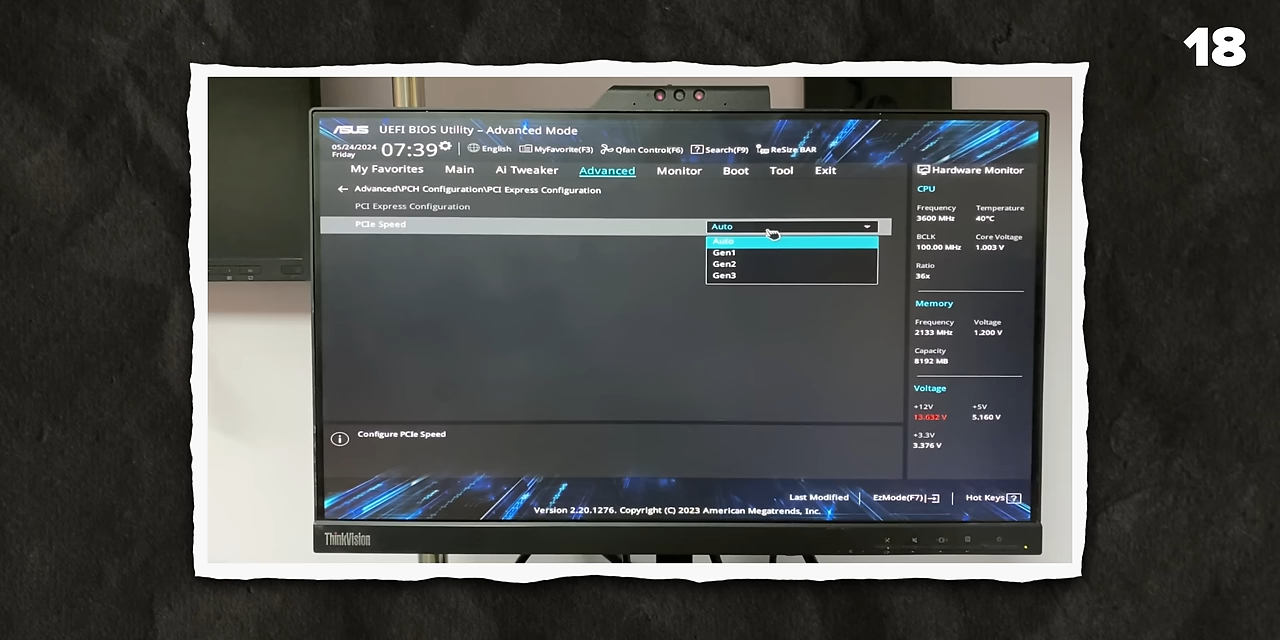 18
ASUS UEFI BIOS Utility – Advanced Mode
05/24/2024
Friday
07:39
English
MyFavorite(F3)
Qfan Control(F6)
? Search(F9)
ReSize BAR
My Favorites Main Ai Tweaker Advanced Monitor Boot Tool Exit
← Advanced\PCH Configuration\PCI Express Configuration
PCI Express Configuration
PCIe Speed
Auto
Auto
Gen1
Gen2
Gen3
Hardware Monitor
CPU
Frequency Temperature
3600 MHz 40°C
BCLK Core Voltage
100.00 MHz 1.003 V
Ratio
36x
Memory
Frequency Voltage
2133 MHz 1.200 V
Capacity
8192 MB
Voltage
+12V +5V
13.632 V 5.160 V
+3.3V
3.376 V
i Configure PCIe Speed
Last Modified EzMode(F7) Hot Keys ?
Version 2.20.1276. Copyright (C) 2023 American Megatrends, Inc.
ThinkVision